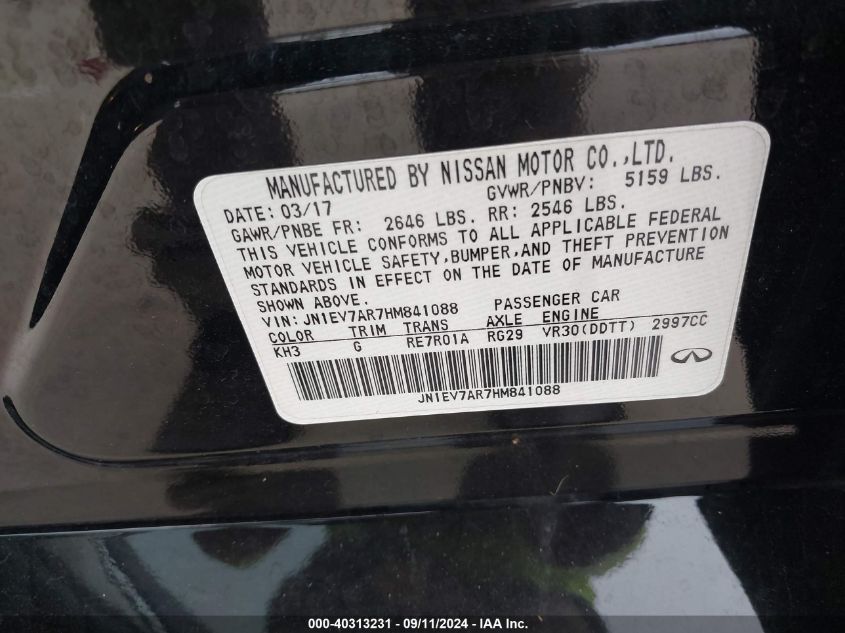 MANUFACTURED BY NISSAN MOTOR CO.,LTD.
DATE: 03/17 GVWR/PNBV: 5159 LBS.
GAWR/PNBE FR: 2646 LBS. RR: 2546 LBS.
THIS VEHICLE CONFORMS TO ALL APPLICABLE FEDERAL
MOTOR VEHICLE SAFETY,BUMPER,AND THEFT PREVENTION
STANDARDS IN EFFECT ON THE DATE OF MANUFACTURE
SHOWN ABOVE.
VIN: JN1EV7AR7HM841088 PASSENGER CAR
COLOR TRIM TRANS AXLE ENGINE
KH3 G RE7R01A RG29 VR30(DDTT) 2997CC
JN1EV7AR7HM841088
000-40313231 - 09/11/2024 - IAA Inc.